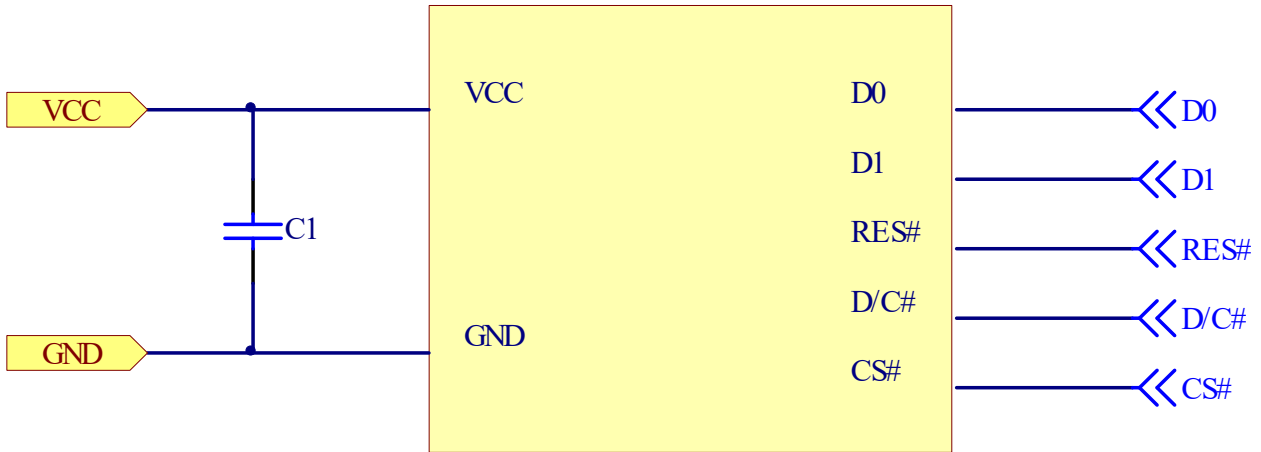 VCC
VCC
D0
D0
D1
D1
RES#
RES#
C1
D/C#
D/C#
GND
GND
CS#
CS#